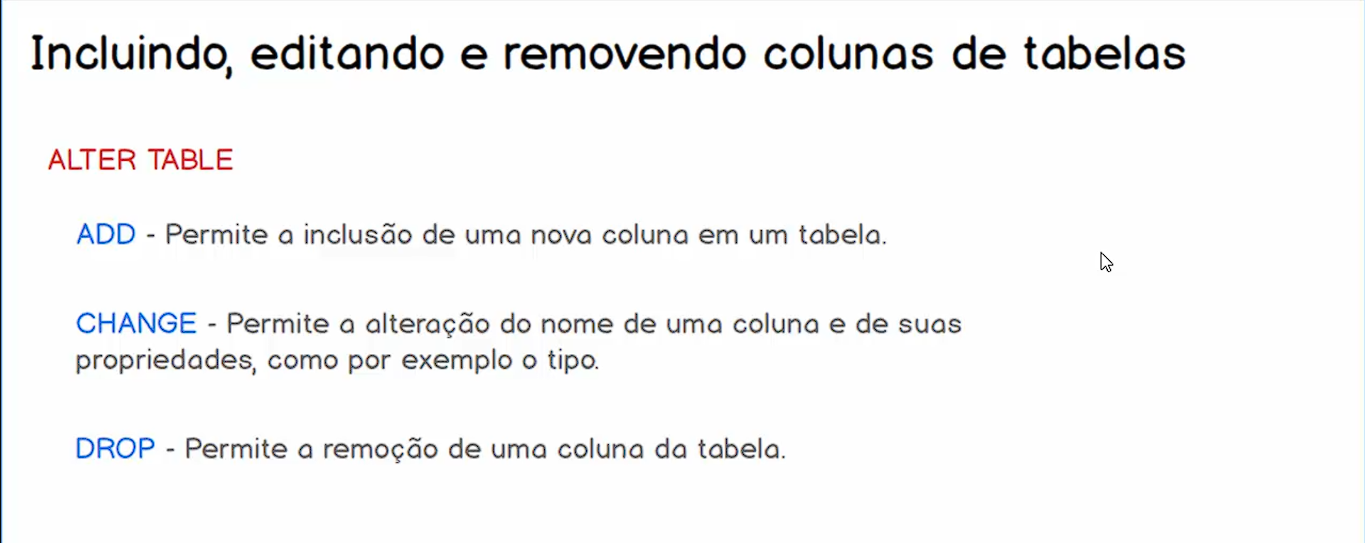 Incluindo, editando e removendo colunas de tabelas
ALTER TABLE
ADD - Permite a inclusão de uma nova coluna em um tabela.
CHANGE - Permite a alteração do nome de uma coluna e de suas
propriedades, como por exemplo o tipo.
DROP - Permite a remoção de uma coluna da tabela.